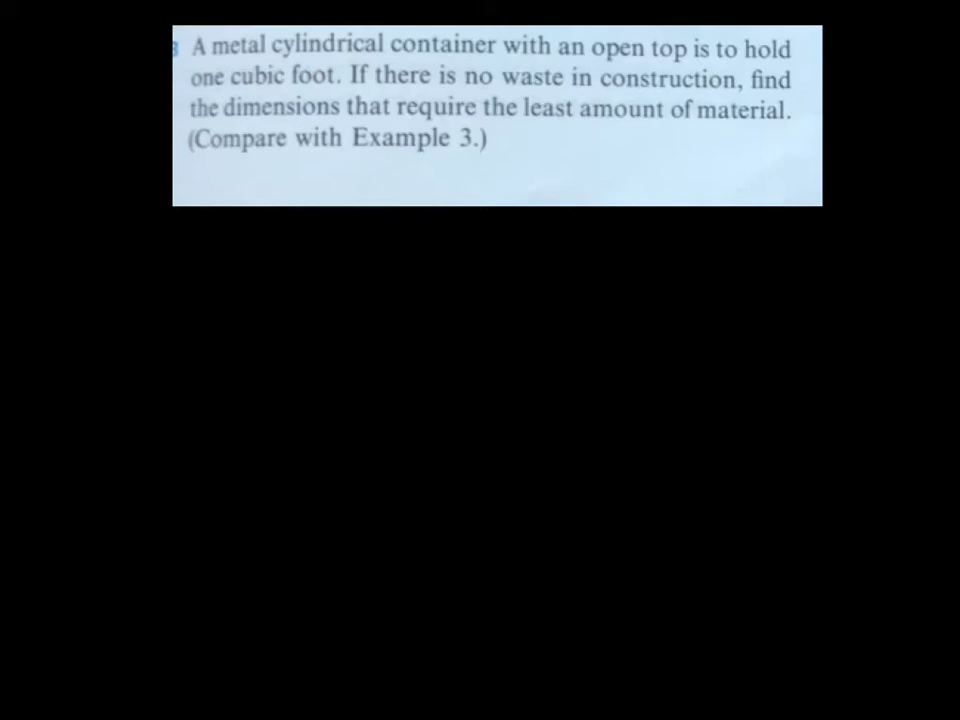 A metal cylindrical container with an open top is to hold
one cubic foot. If there is no waste in construction, find
the dimensions that require the least amount of material.
(Compare with Example 3.)